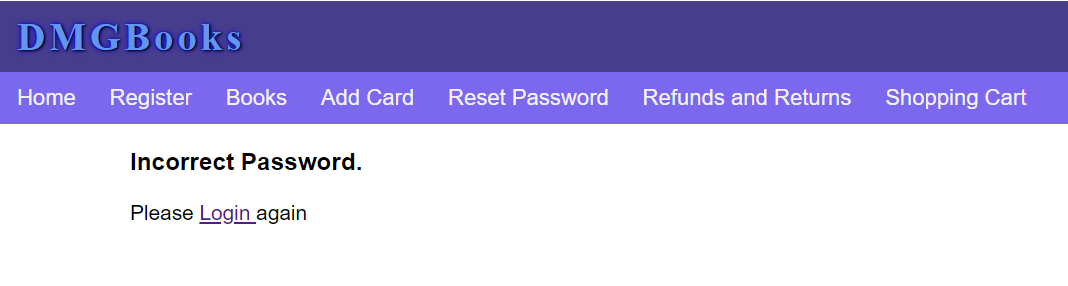 DMGBooks
Home Register Books Add Card Reset Password Refunds and Returns Shopping Cart
Incorrect Password.
Please Login again